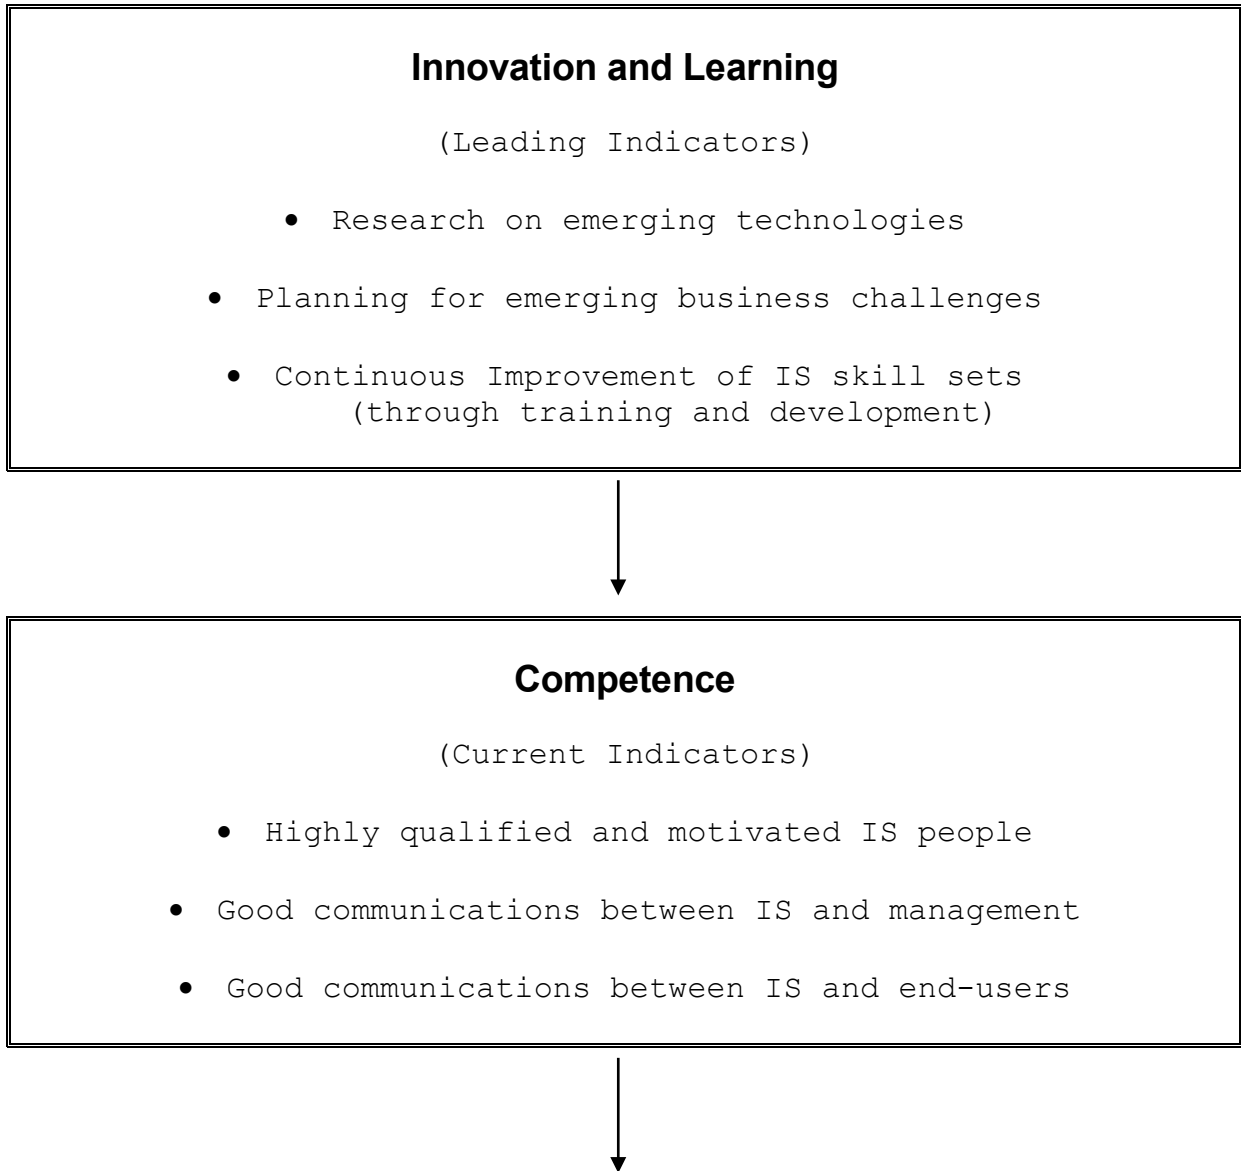 Innovation and Learning
(Leading Indicators)
• Research on emerging technologies
• Planning for emerging business challenges
• Continuous Improvement of IS skill sets
(through training and development)
Competence
(Current Indicators)
• Highly qualified and motivated IS people
• Good communications between IS and management
• Good communications between IS and end-users